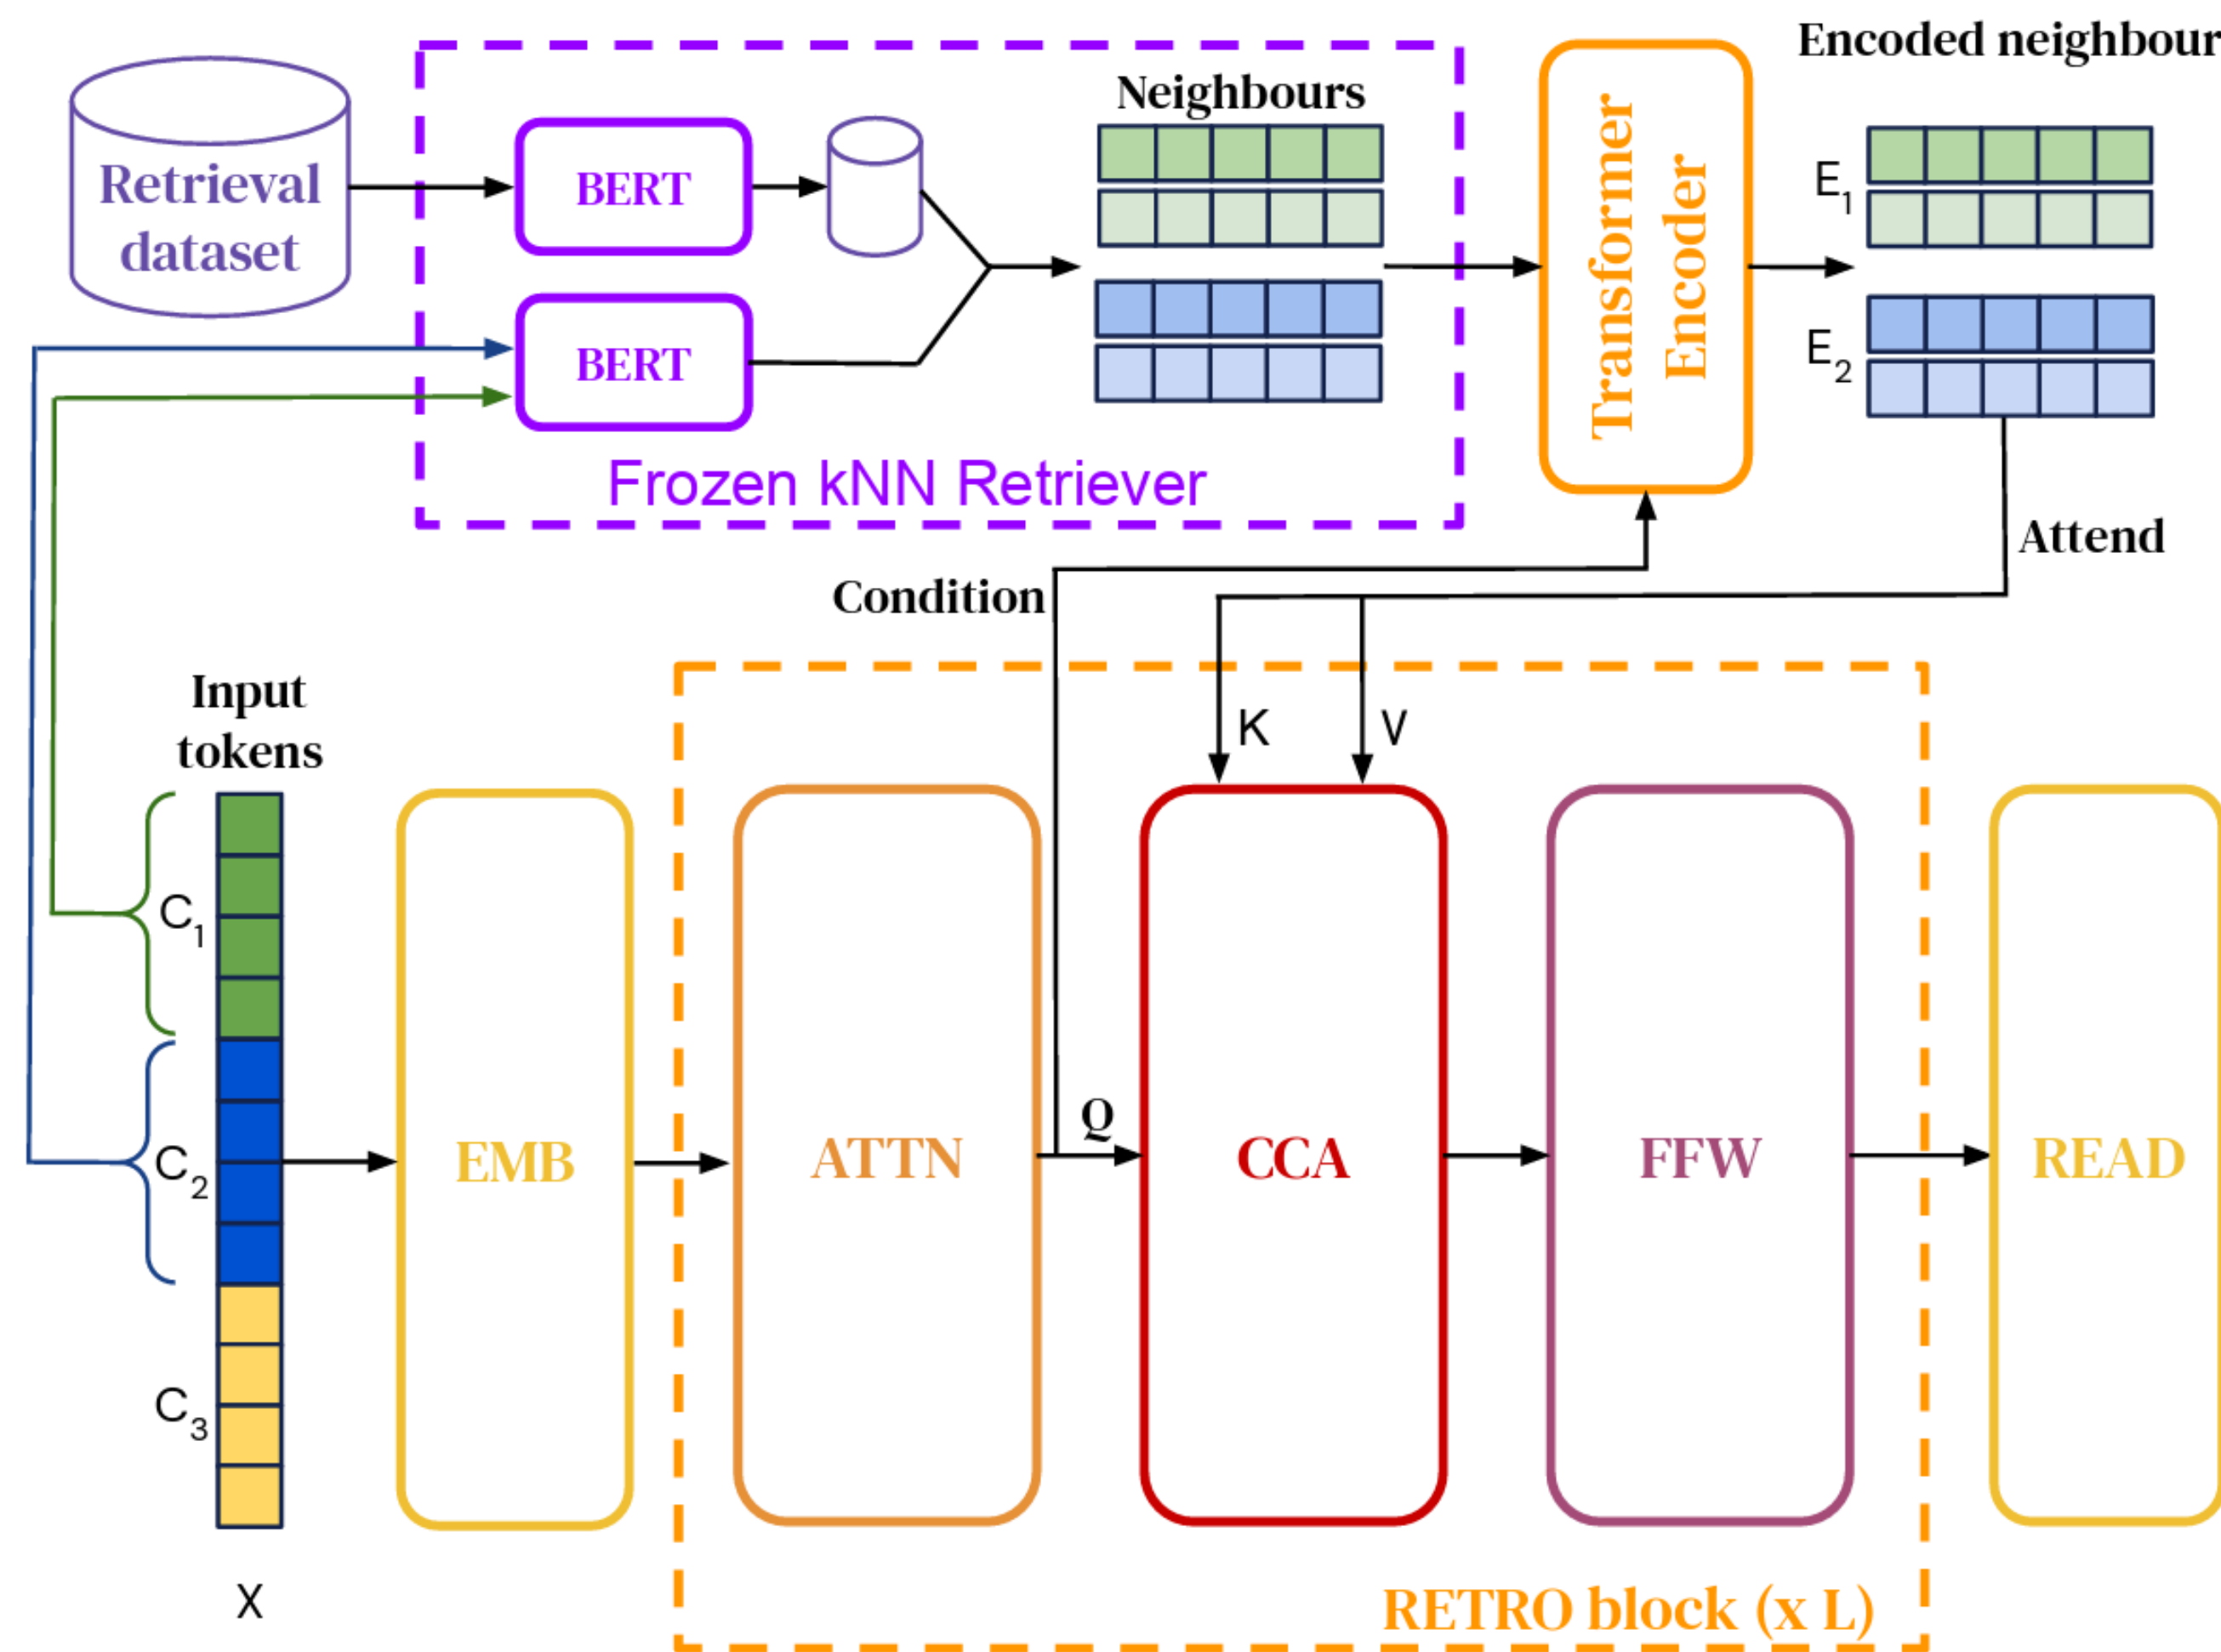 Encoded neighbour
Neighbours
Retrieval
dataset
BERT
BERT
Frozen kNN Retriever
Transformer
Encoder
E1
E2
Attend
Condition
K
V
Input
tokens
C1
C2
C3
X
EMB
ATTN
Q
CCA
FFW
READ
RETRO block (x L)